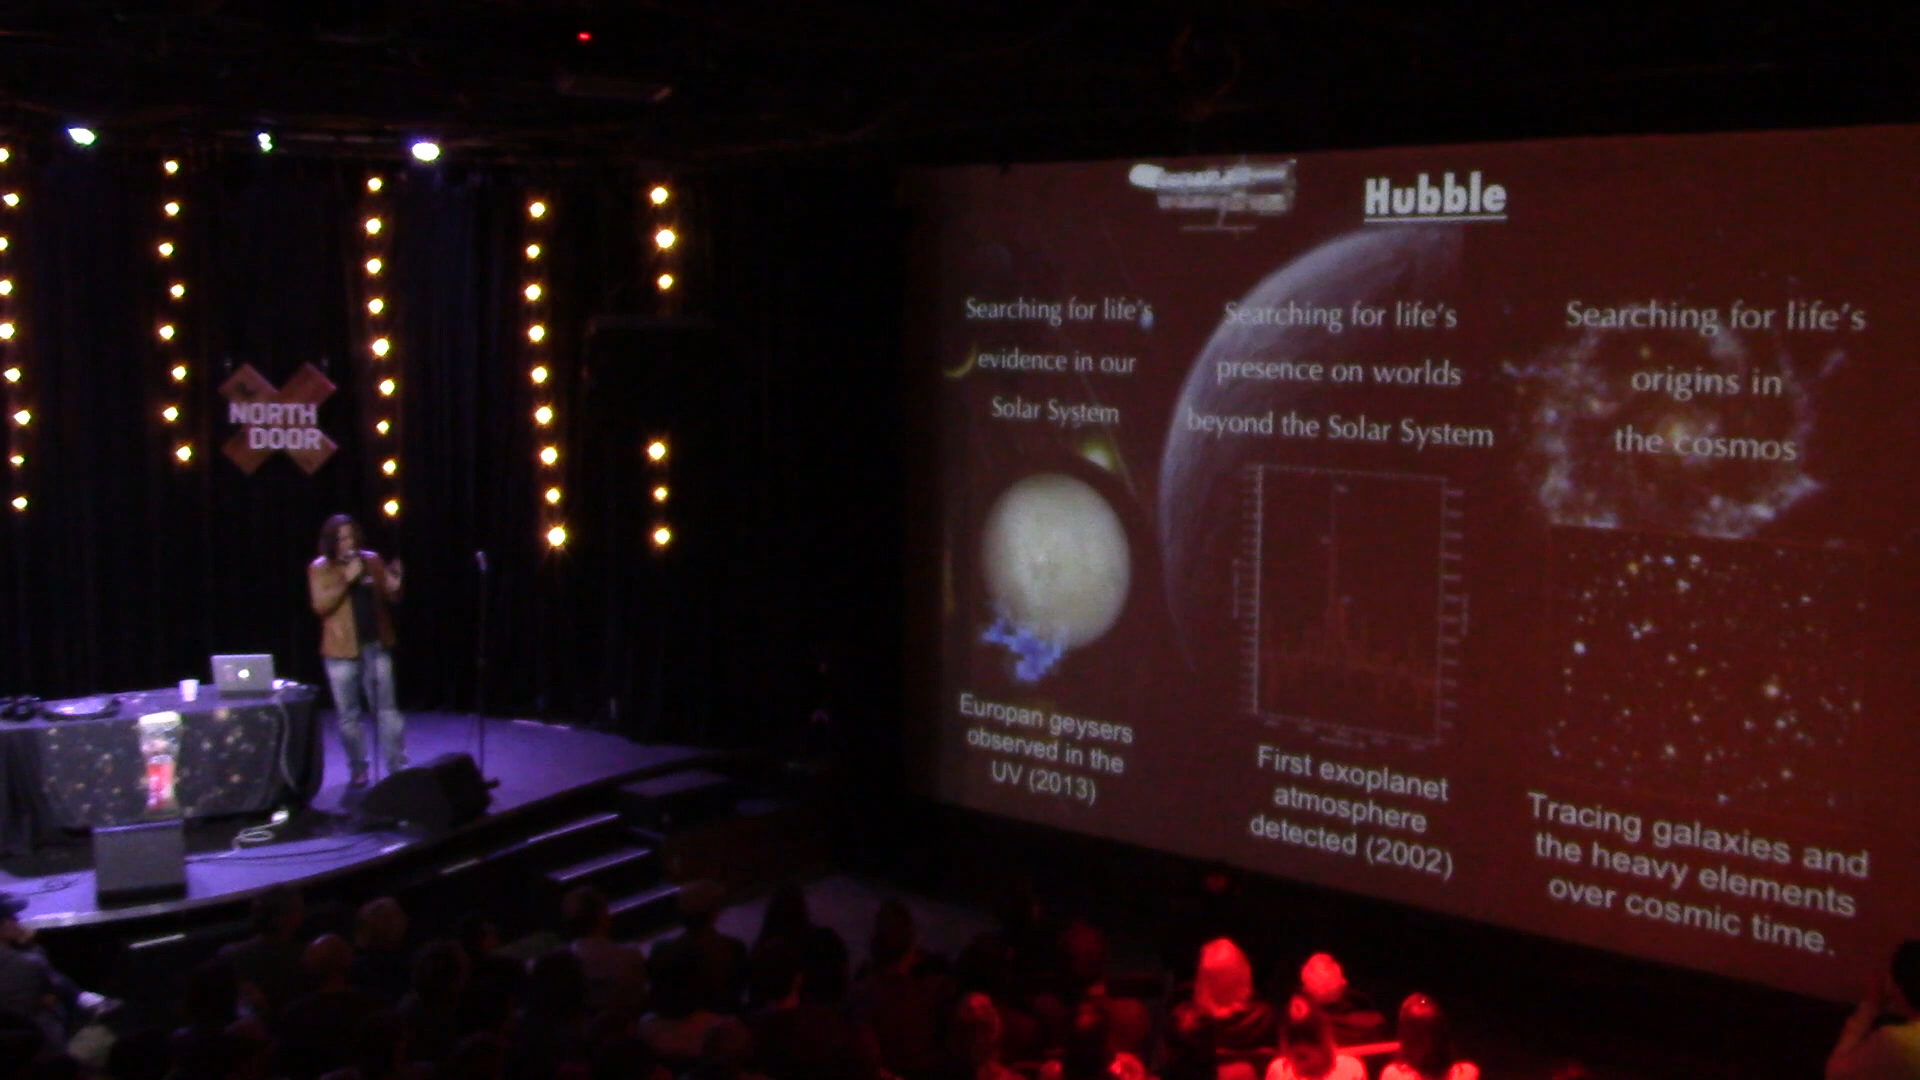 NORTH
DOOR
Hubble
Searching for life's
evidence in our
Solar System
Europan geysers
observed in the
UV (2013)
Searching for life's
presence on worlds
beyond the Solar System
First exoplanet
atmosphere
detected (2002)
Searching for life's
origins in
the cosmos
Tracing galaxies and
the heavy elements
over cosmic time.